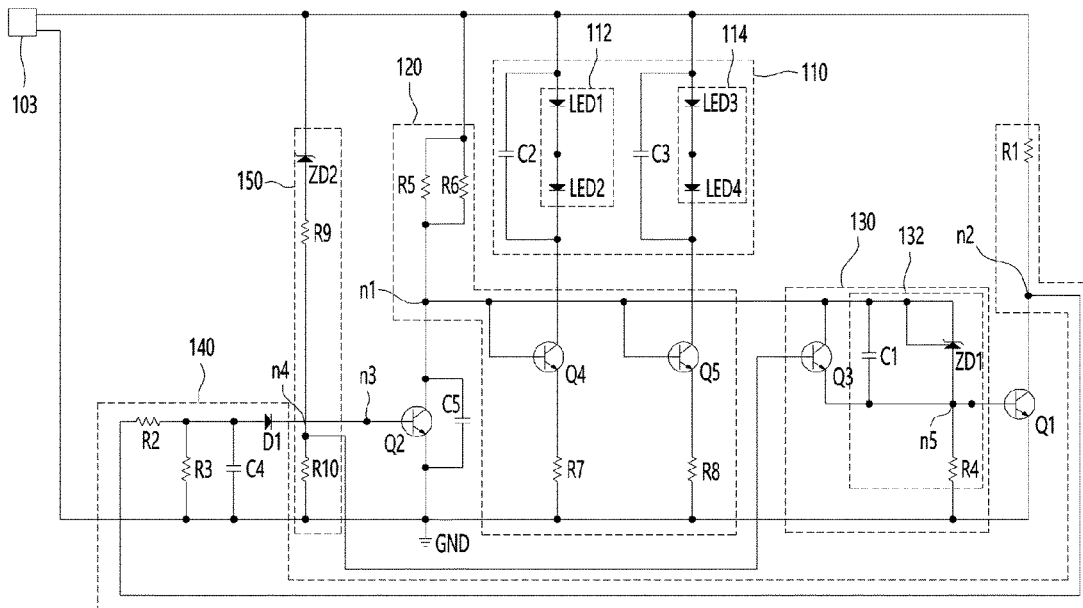 112
114
110
103
120
LED1
LED3
R1
C2
C3
ZD2
150
R5
R6
LED2
LED4
R9
130
132
n2
n1
140
n4
n3
C5
Q4
Q5
Q3
C1
ZD1
R2
D1
Q2
n5
Q1
R3
C4
R10
R7
R8
R4
GND